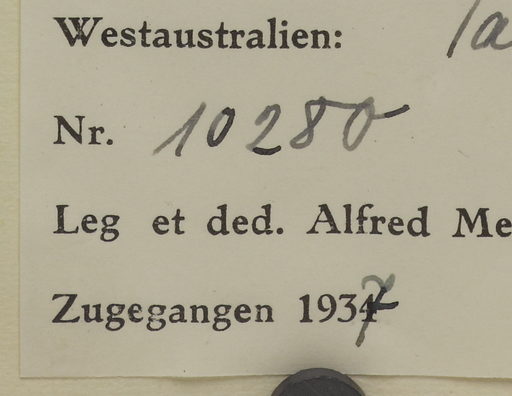 Westaustralien:
Nr. 10280
Leg et ded. Alfred Me
Zugegangen 1937